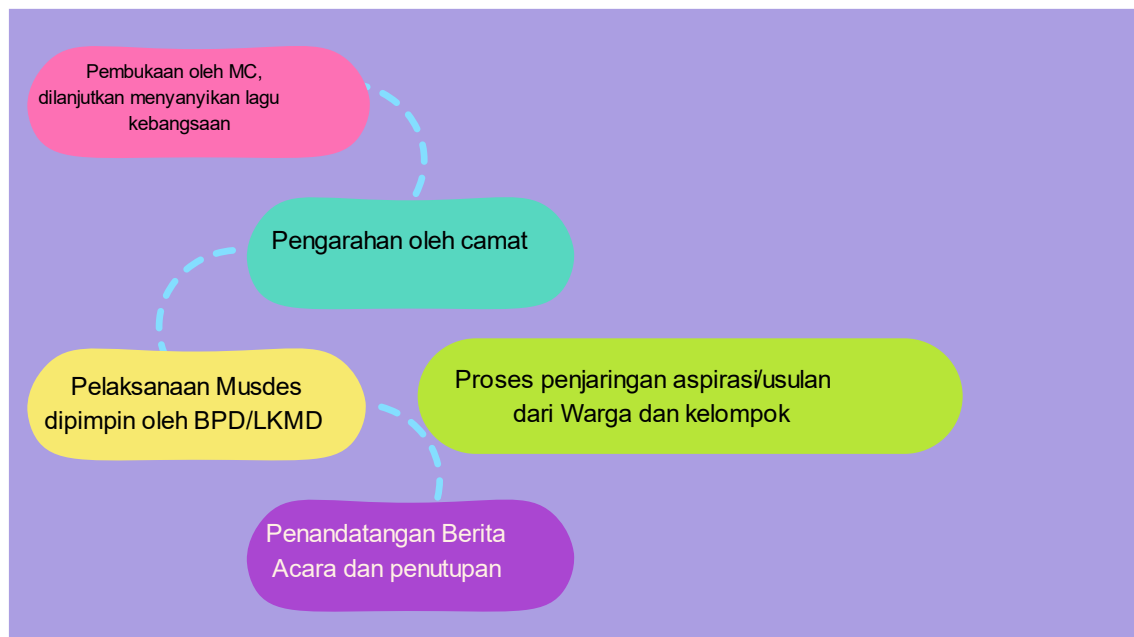 Pembukaan oleh MC,
dilanjutkan menyanyikan lagu
kebangsaan
Pengarahan oleh camat
Pelaksanaan Musdes
dipimpin oleh BPD/LKMD
Proses penjaringan aspirasi/usulan
dari Warga dan kelompok
Penandatangan Berita
Acara dan penutupan